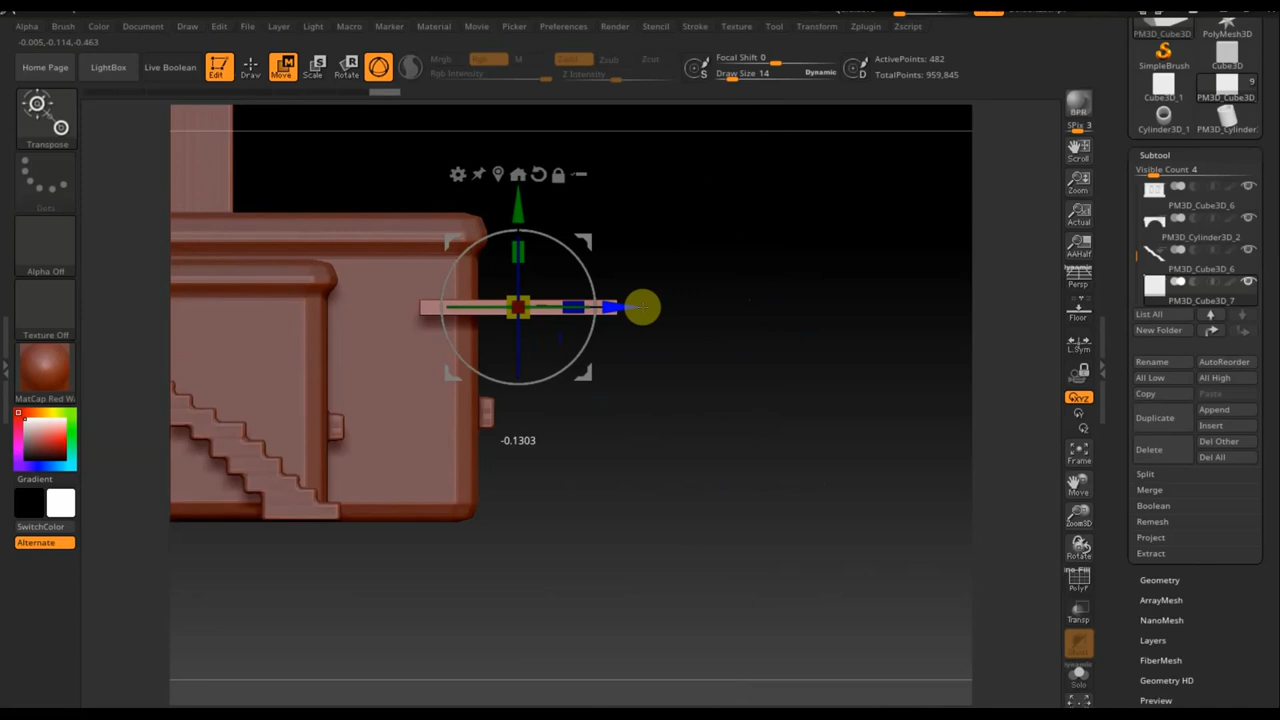 Alpha Brush Color Document Draw Edit File Layer Light Macro Marker Material Movie Picker Preferences Render Stencil Stroke Texture Tool Transform Zplugin Zscript
-0.005,-0.114,-0.463
Home Page
LightBox
Live Boolean
Edit
Draw
Move
Scale
Rotate
Mrgb
Rgb
M
Rgb Intensity
Zadd
Zsub
Zcut
Z Intensity
S
Focal Shift 0
Draw Size 14
Dynamic
D
ActivePoints: 482
TotalPoints: 959,845
Transpose
Dots
Alpha Off
Texture Off
MatCap Red W
Gradient
SwitchColor
Alternate
-0.1303
BPR
SPix 3
Scroll
Zoom
Actual
AAHalf
Persp
Floor
L.Sym
XYZ
Frame
Move
Zoom3D
Rotate
PolyF
Transp
Ghost
Dynamic
Solo
PM3D_Cube3D
PolyMesh3D
SimpleBrush
Cube3D
Cube3D_1
9
PM3D_Cube3D_
Cylinder3D_1
PM3D_Cylinder:
Subtool
Visible Count 4
PM3D_Cube3D_6
PM3D_Cylinder3D_2
PM3D_Cube3D_6
PM3D_Cube3D_7
List All
New Folder
Rename
AutoReorder
All Low
All High
Copy
Paste
Duplicate
Append
Insert
Delete
Del Other
Del All
Split
Merge
Boolean
Remesh
Project
Extract
Geometry
ArrayMesh
NanoMesh
Layers
FiberMesh
Geometry HD
Preview